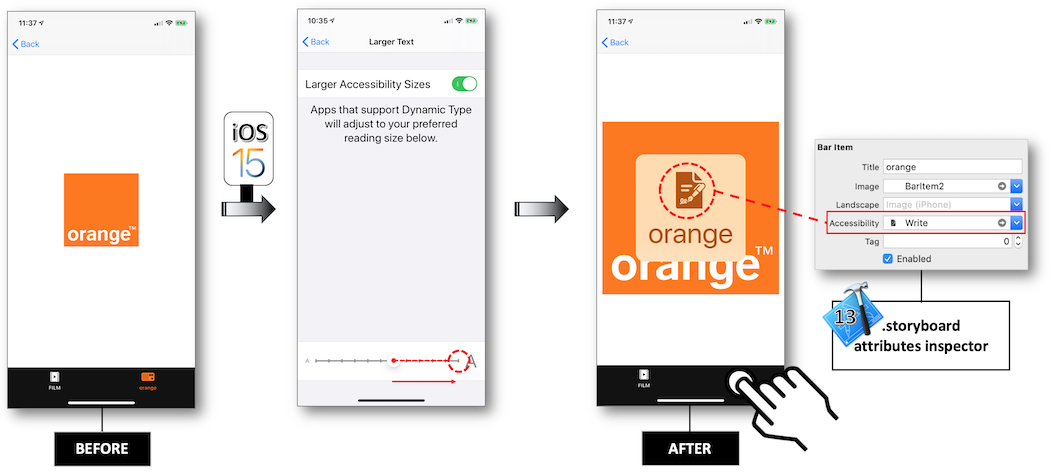 11:37
Back
orange™
FILM
orange
BEFORE
iOS
15
10:35
Back
Larger Text
Larger Accessibility Sizes
Apps that support Dynamic Type
will adjust to your preferred
reading size below.
A
A
11:37
Back
orange
orange™
FILM
AFTER
Bar Item
Title orange
Image BarItem2
Landscape Image (iPhone)
Accessibility Write
Tag 0
Enabled
13
.storyboard
attributes inspector